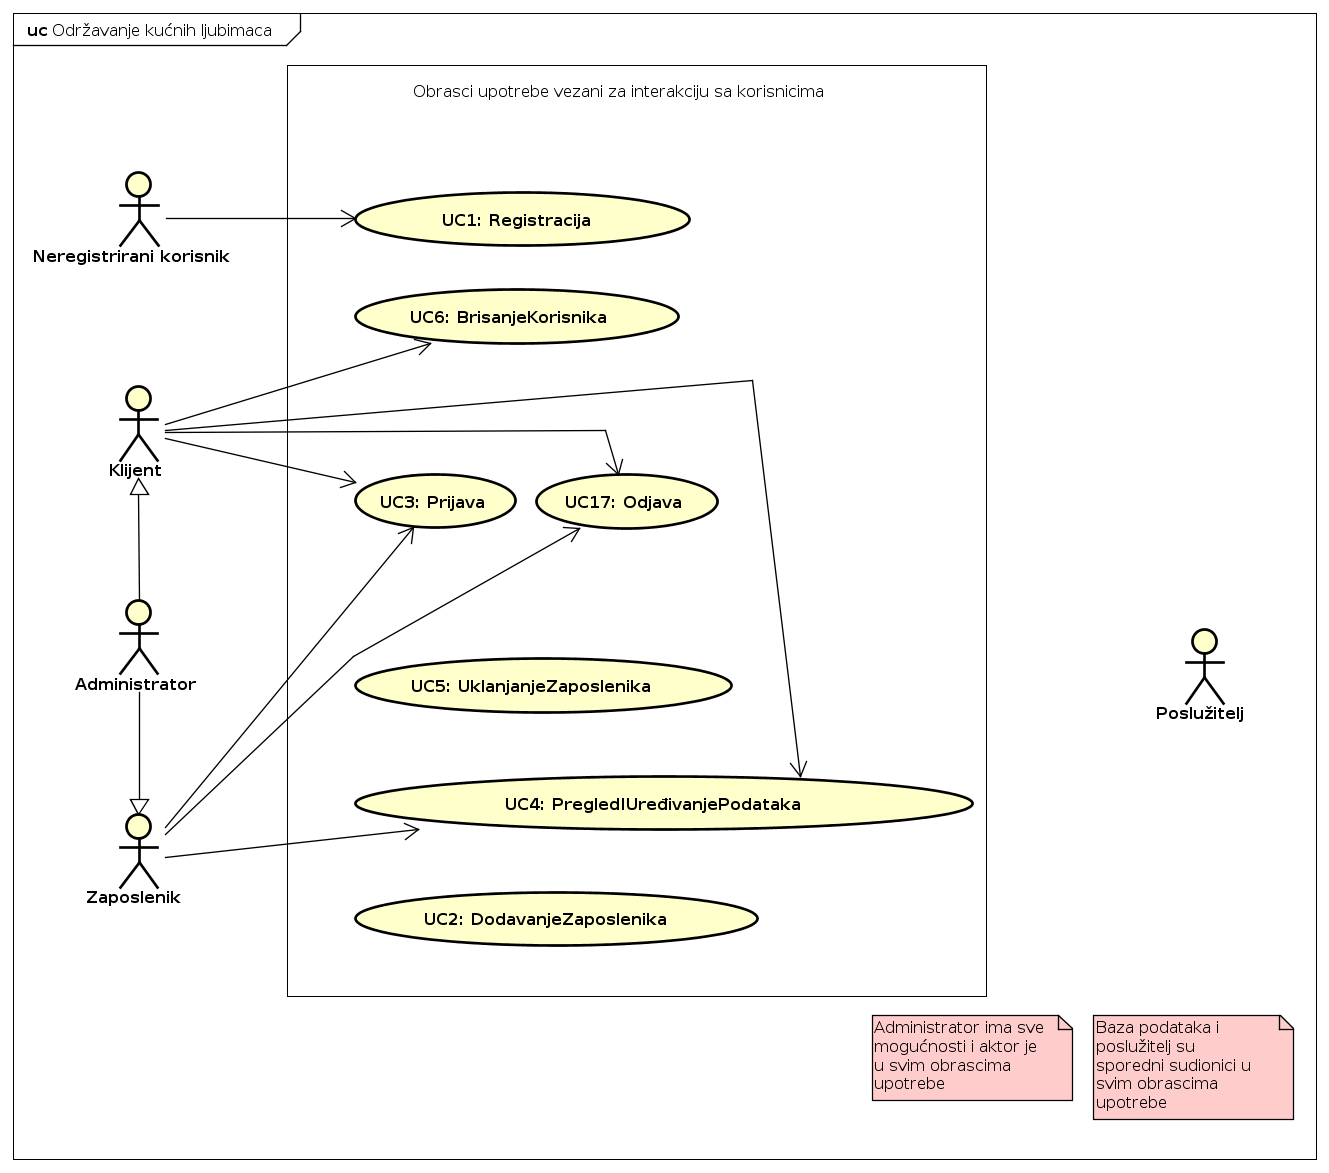 uc Održavanje kućnih ljubimaca
Obrasci upotrebe vezani za interakciju sa korisnicima
UC1: Registracija
Neregistrirani korisnik
UC6: BrisanjeKorisnika
Klijent
UC3: Prijava
UC17: Odjava
Administrator
UC5: UklanjanjeZaposlenika
Poslužitelj
UC4: PregledIUređivanjePodataka
Zaposlenik
UC2: DodavanjeZaposlenika
Administrator ima sve
mogućnosti i aktor je
u svim obrascima
upotrebe
Baza podataka i
poslužitelj su
sporedni sudionici u
svim obrascima
upotrebe